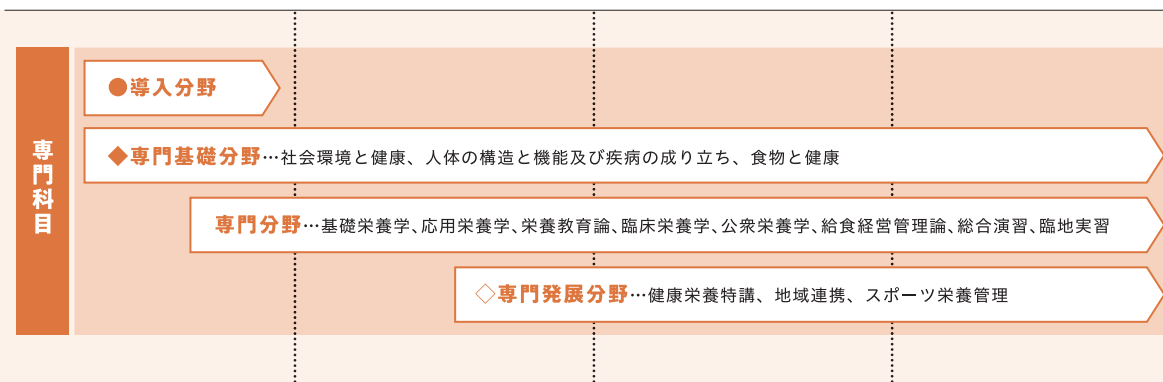 専門科目
●導入分野
◆専門基礎分野…社会環境と健康、人体の構造と機能及び疾病の成り立ち、食物と健康
専門分野…基礎栄養学、応用栄養学、栄養教育論、臨床栄養学、公衆栄養学、給食経営管理論、総合演習、臨地実習
◇専門発展分野…健康栄養特講、地域連携、スポーツ栄養管理